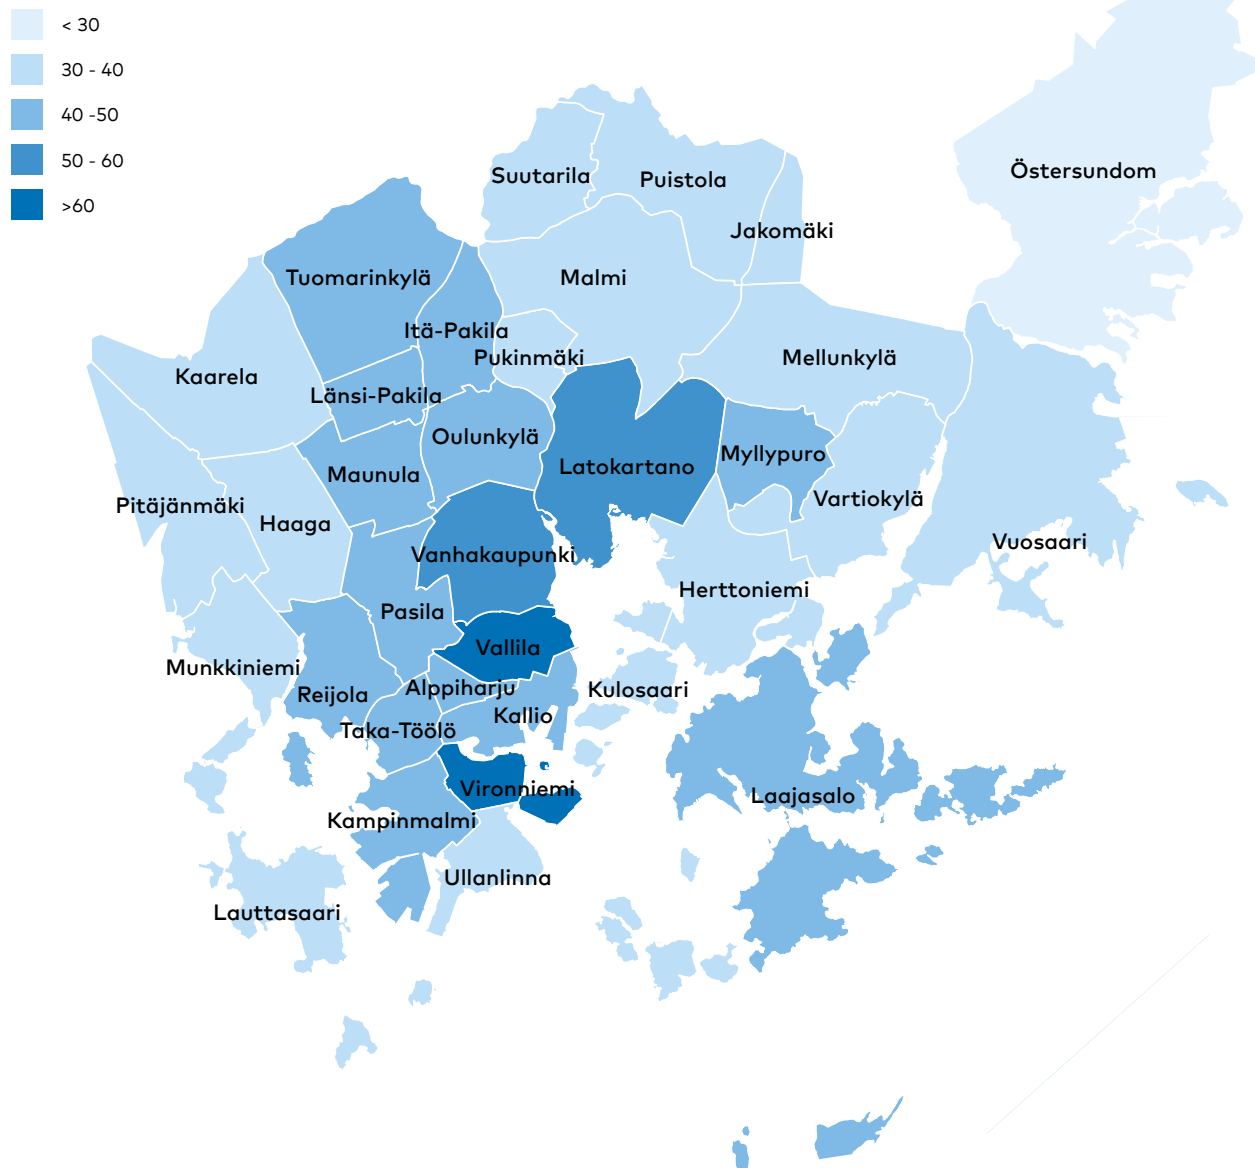 < 30
30 - 40
40 -50
50 - 60
>60
Östersundom
Suutarila
Puistola
Jakomäki
Tuomarinkylä
Malmi
Itä-Pakila
Pukinmäki
Mellunkylä
Kaarela
Länsi-Pakila
Oulunkylä
Myllypuro
Latokartano
Maunula
Vartiokylä
Pitäjänmäki
Haaga
Vuosaari
Vanhakaupunki
Herttoniemi
Pasila
Vallila
Munkkiniemi
Alppiharju
Kulosaari
Reijola
Kallio
Taka-Töölö
Vironniemi
Laajasalo
Kampinmalmi
Ullanlinna
Lauttasaari